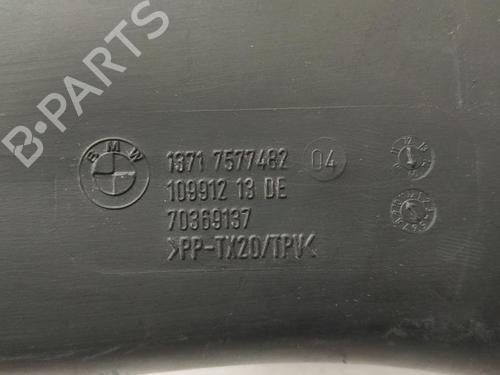 BMW
1371 7577482 04
109912 13 DE
70369137
>PP-TX20/TPV<
B-PARTS